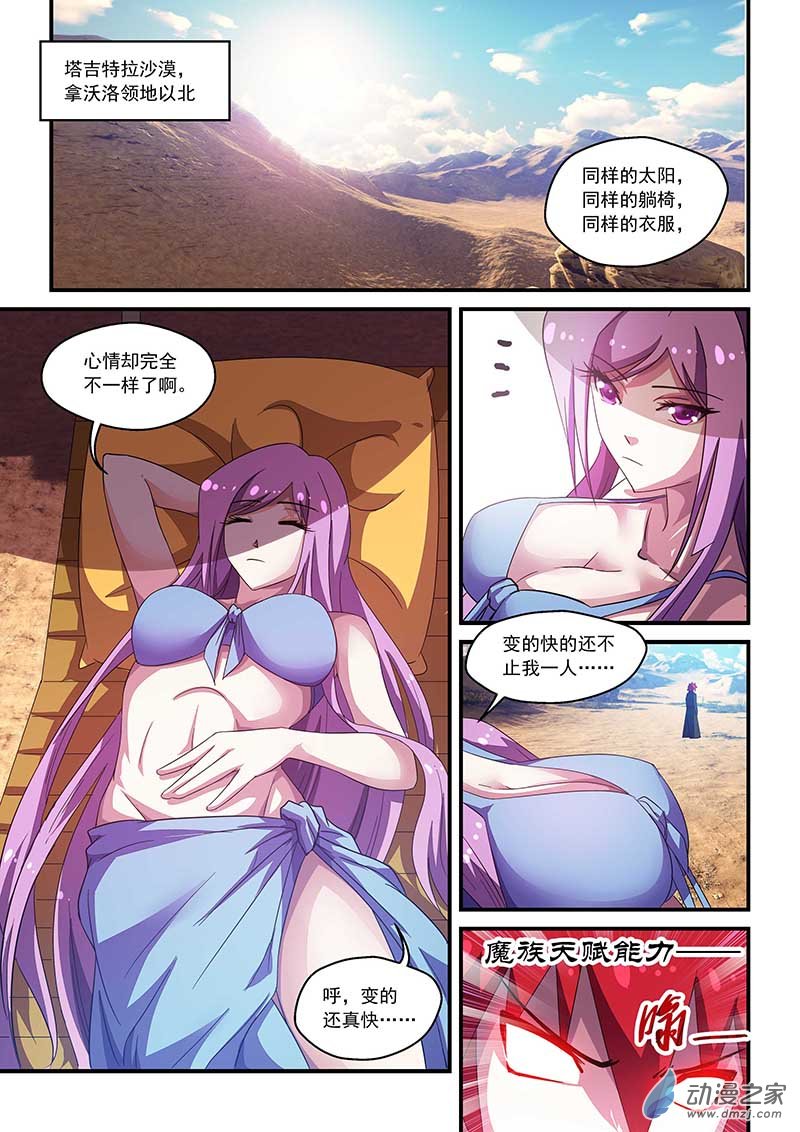 塔吉特拉沙漠，
拿沃洛领地以北
同样的太阳，
同样的躺椅，
同样的衣服，
心情却完全
不一样了啊。
呼，变的
还真快……
变的快的还不
止我一人……
魔族天赋能力——
动漫之家
www.dmzj.com